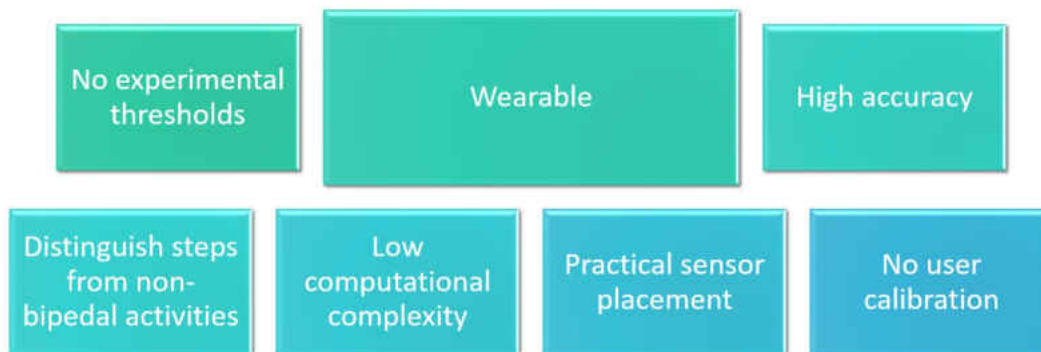 No experimental
thresholds
Wearable
High accuracy
Distinguish steps
from non-
bipedal activities
Low
computational
complexity
Practical sensor
placement
No user
calibration